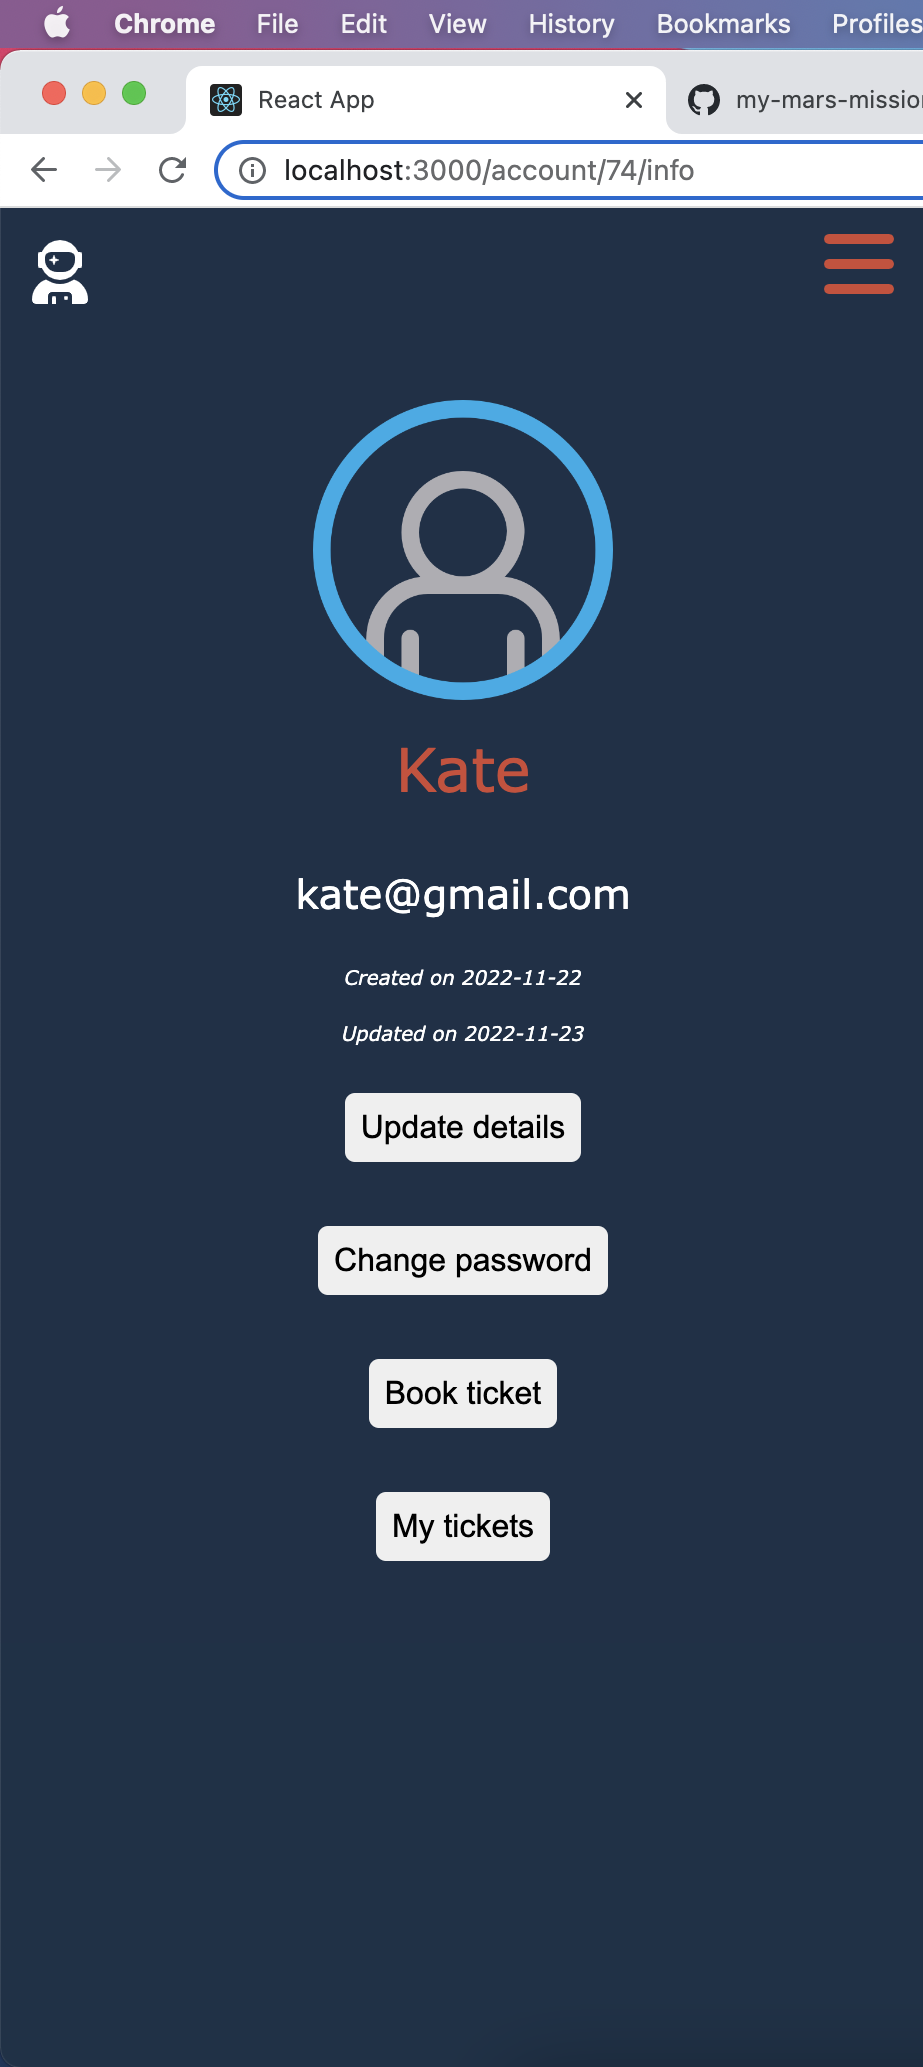 Chrome File Edit View History Bookmarks Profiles
React App my-mars-mission
localhost:3000/account/74/info
Kate
kate@gmail.com
Created on 2022-11-22
Updated on 2022-11-23
Update details
Change password
Book ticket
My tickets